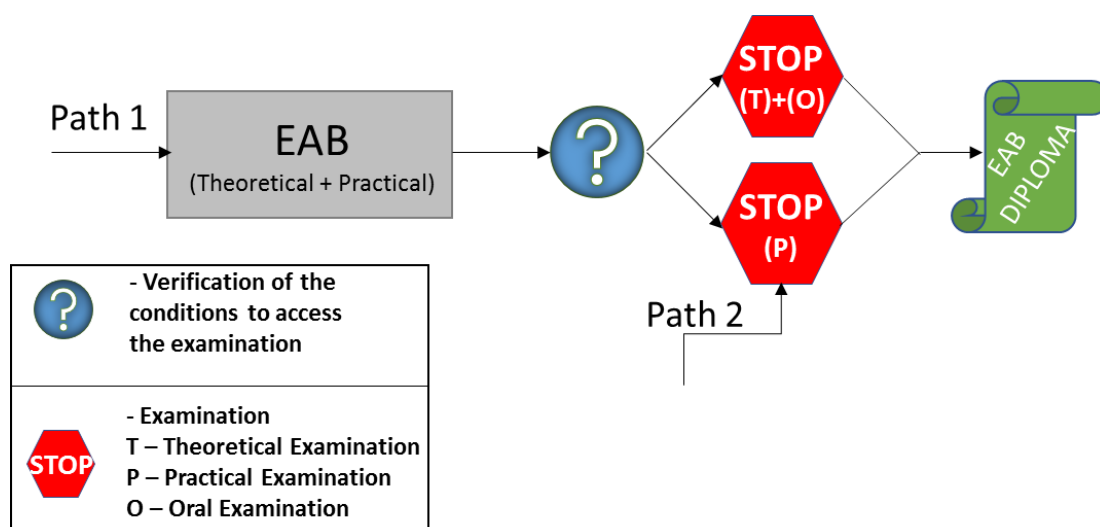 Path 1
EAB
(Theoretical + Practical)
?
STOP
(T)+(O)
STOP
(P)
EAB
DIPLOMA
Path 2
?
- Verification of the
conditions to access
the examination
STOP
- Examination
T – Theoretical Examination
P – Practical Examination
O – Oral Examination